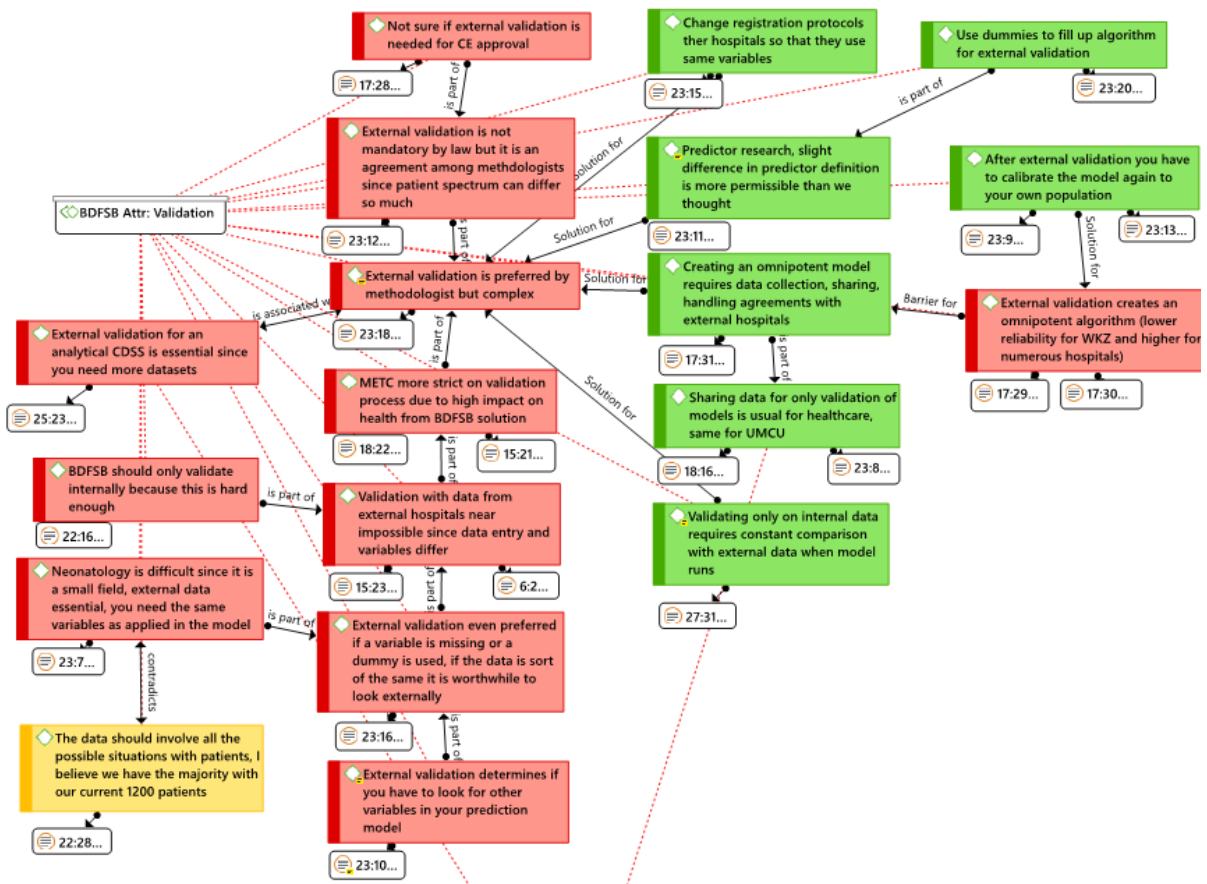 Not sure if external validation is
needed for CE approval
17:28...
is part of
Change registration protocols
ther hospitals so that they use
same variables
23:15...
Use dummies to fill up algorithm
for external validation
23:20...
is part of
External validation is not
mandatory by law but it is an
agreement among methdologists
since patient spectrum can differ
so much
23:12...
is part of
Solution for
Predictor research, slight
difference in predictor definition
is more permissible than we
thought
23:11...
Solution for
After external validation you have
to calibrate the model again to
your own population
23:9...
23:13...
Solution for
BDFSB Attr: Validation
External validation is preferred by
methodologist but complex
23:18...
is associated w
Solution for
Creating an omnipotent model
requires data collection, sharing,
handling agreements with
external hospitals
17:31...
is part of
Barrier for
External validation creates an
omnipotent algorithm (lower
reliability for WKZ and higher for
numerous hospitals)
17:29...
17:30...
External validation for an
analytical CDSS is essential since
you need more datasets
25:23...
is part of
METC more strict on validation
process due to high impact on
health from BDFSB solution
18:22...
15:21...
is part of
Solution for
Sharing data for only validation of
models is usual for healthcare,
same for UMCU
18:16...
23:8...
BDFSB should only validate
internally because this is hard
enough
22:16...
is part of
Validation with data from
external hospitals near
impossible since data entry and
variables differ
15:23...
6:2...
is part of
Validating only on internal data
requires constant comparison
with external data when model
runs
27:31...
Neonatology is difficult since it is
a small field, external data
essential, you need the same
variables as applied in the model
23:7...
is part of
contradicts
External validation even preferred
if a variable is missing or a
dummy is used, if the data is sort
of the same it is worthwhile to
look externally
23:16...
is part of
The data should involve all the
possible situations with patients, I
believe we have the majority with
our current 1200 patients
22:28...
External validation determines if
you have to look for other
variables in your prediction
model
23:10...